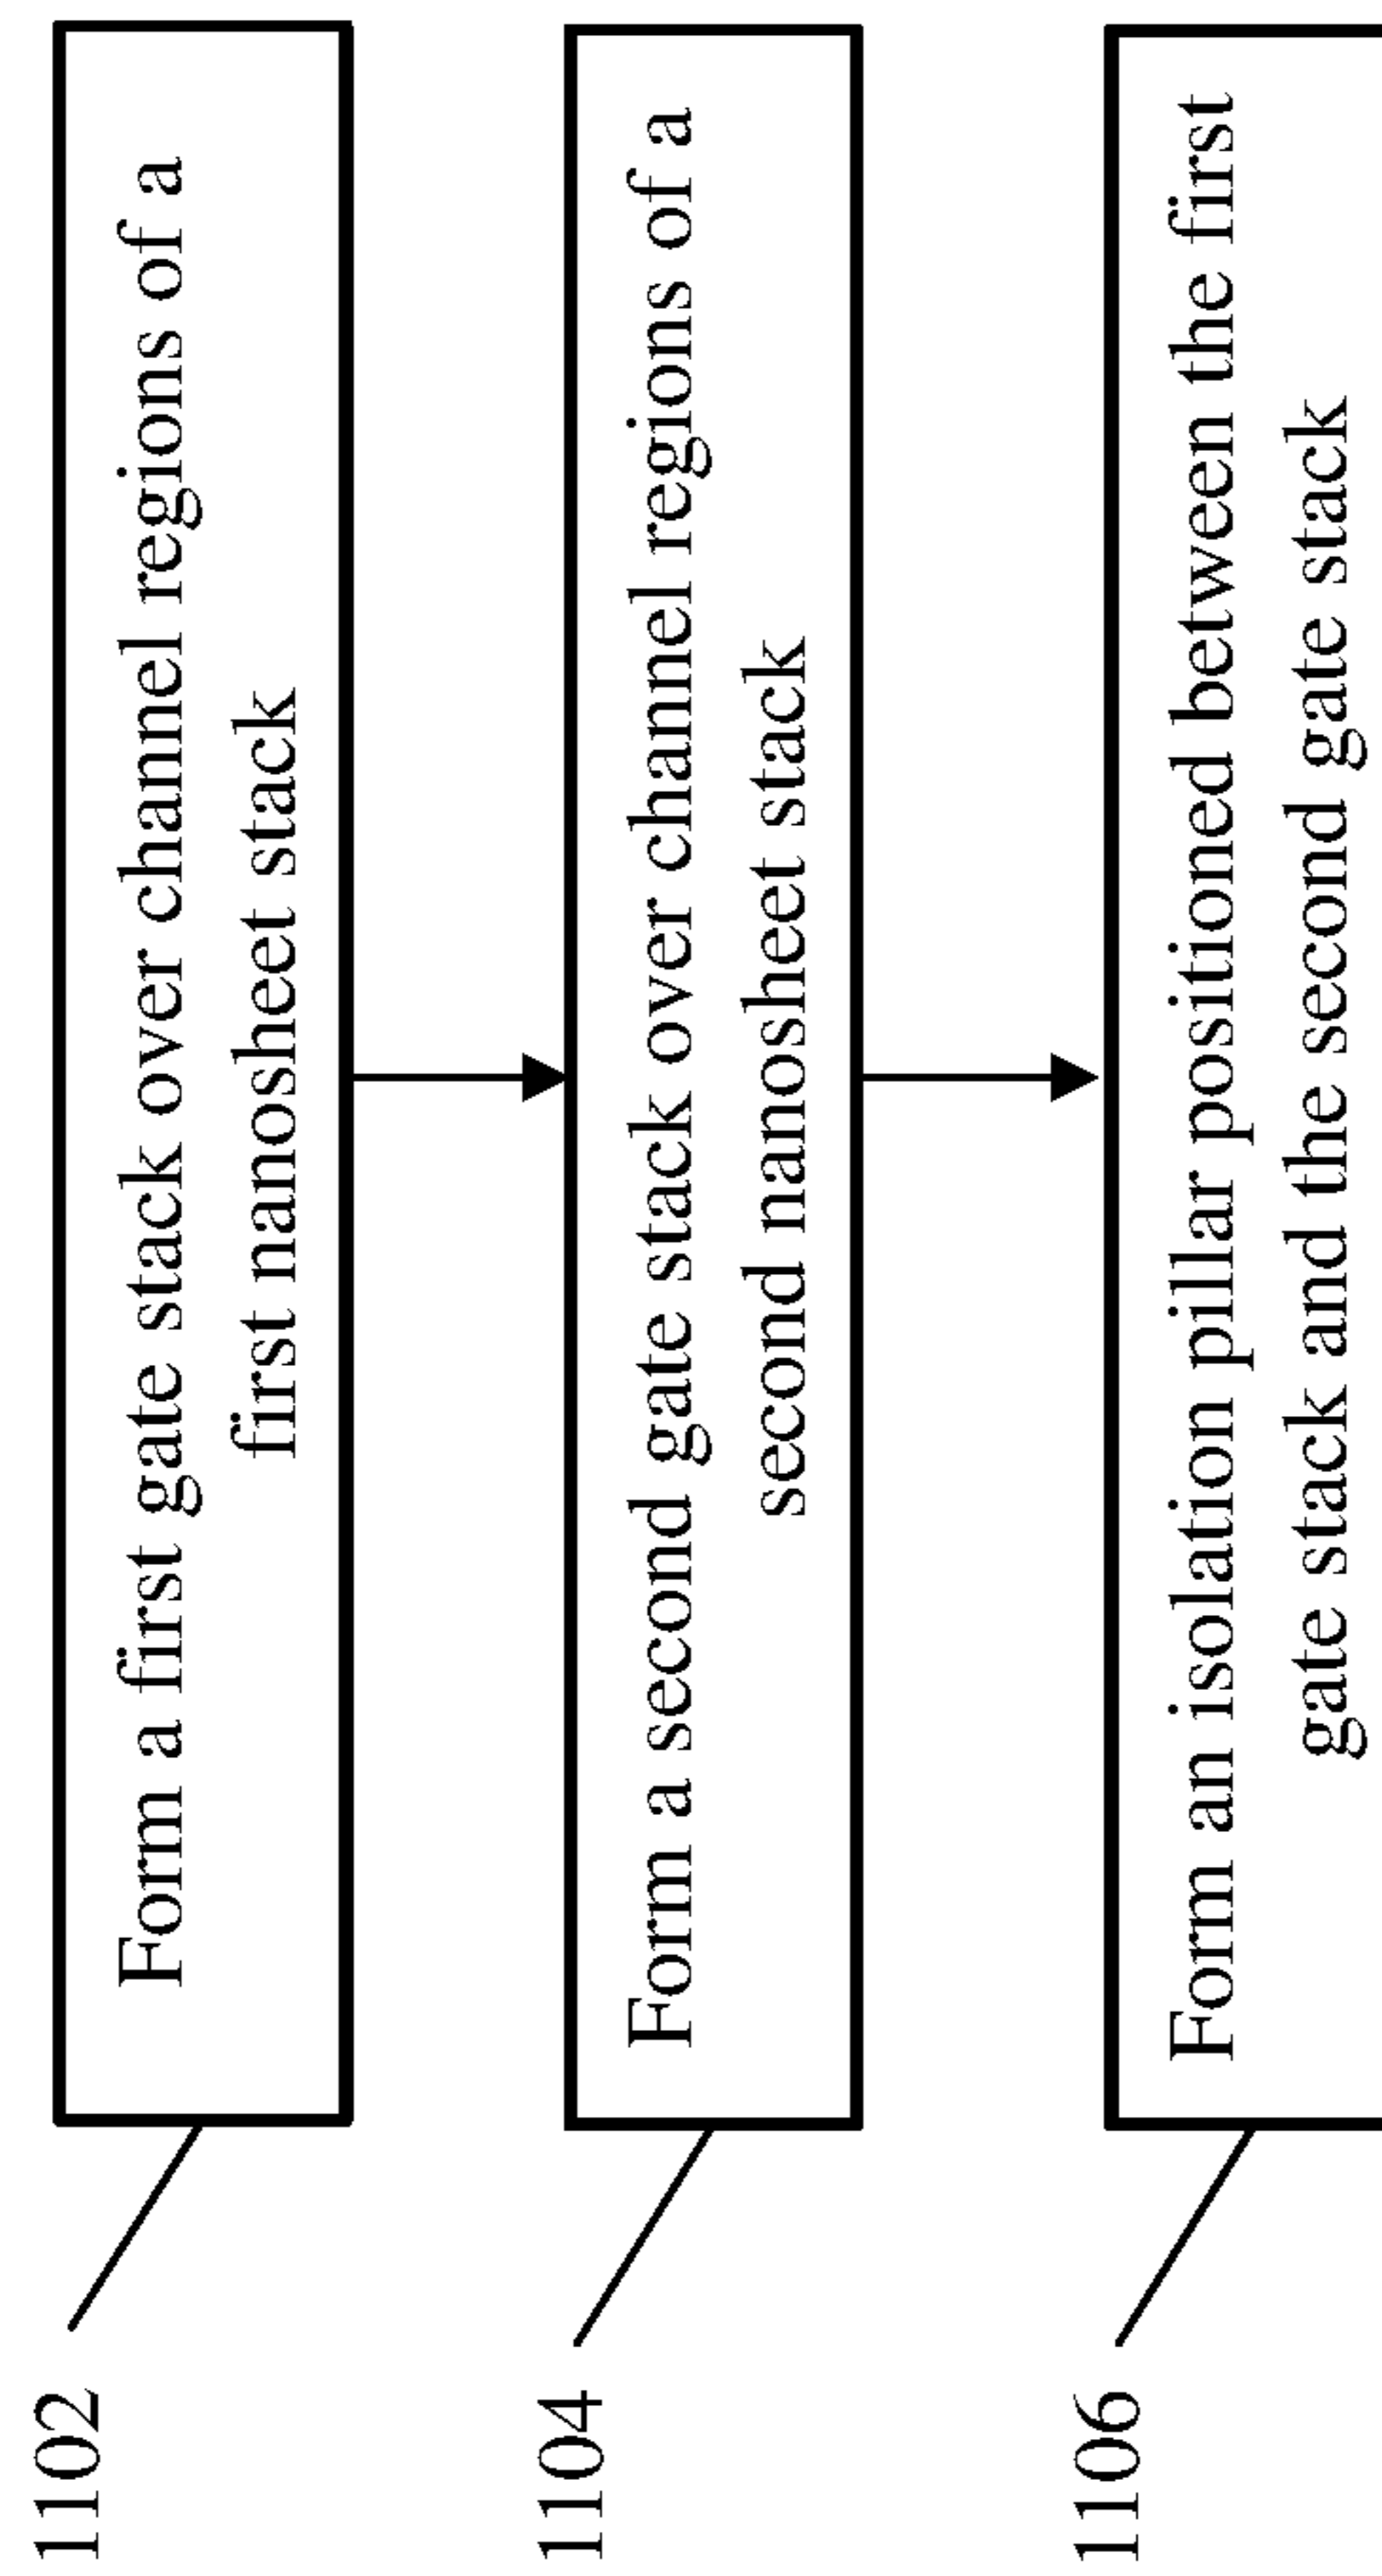 1102
Form a first gate stack over channel regions of a
first nanosheet stack
1104
Form a second gate stack over channel regions of a
second nanosheet stack
1106
Form an isolation pillar positioned between the first
gate stack and the second gate stack